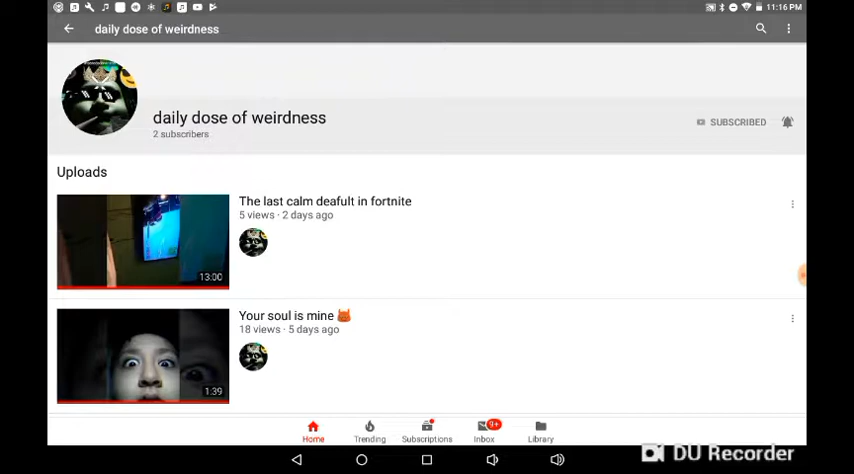 11:16 PM
daily dose of weirdness
daily dose of weirdness
2 subscribers
SUBSCRIBED
Uploads
The last calm deafult in fortnite
5 views · 2 days ago
13:00
Your soul is mine 😈
18 views · 5 days ago
1:39
9+
Home
Trending
Subscriptions
Inbox
Library
DU Recorder